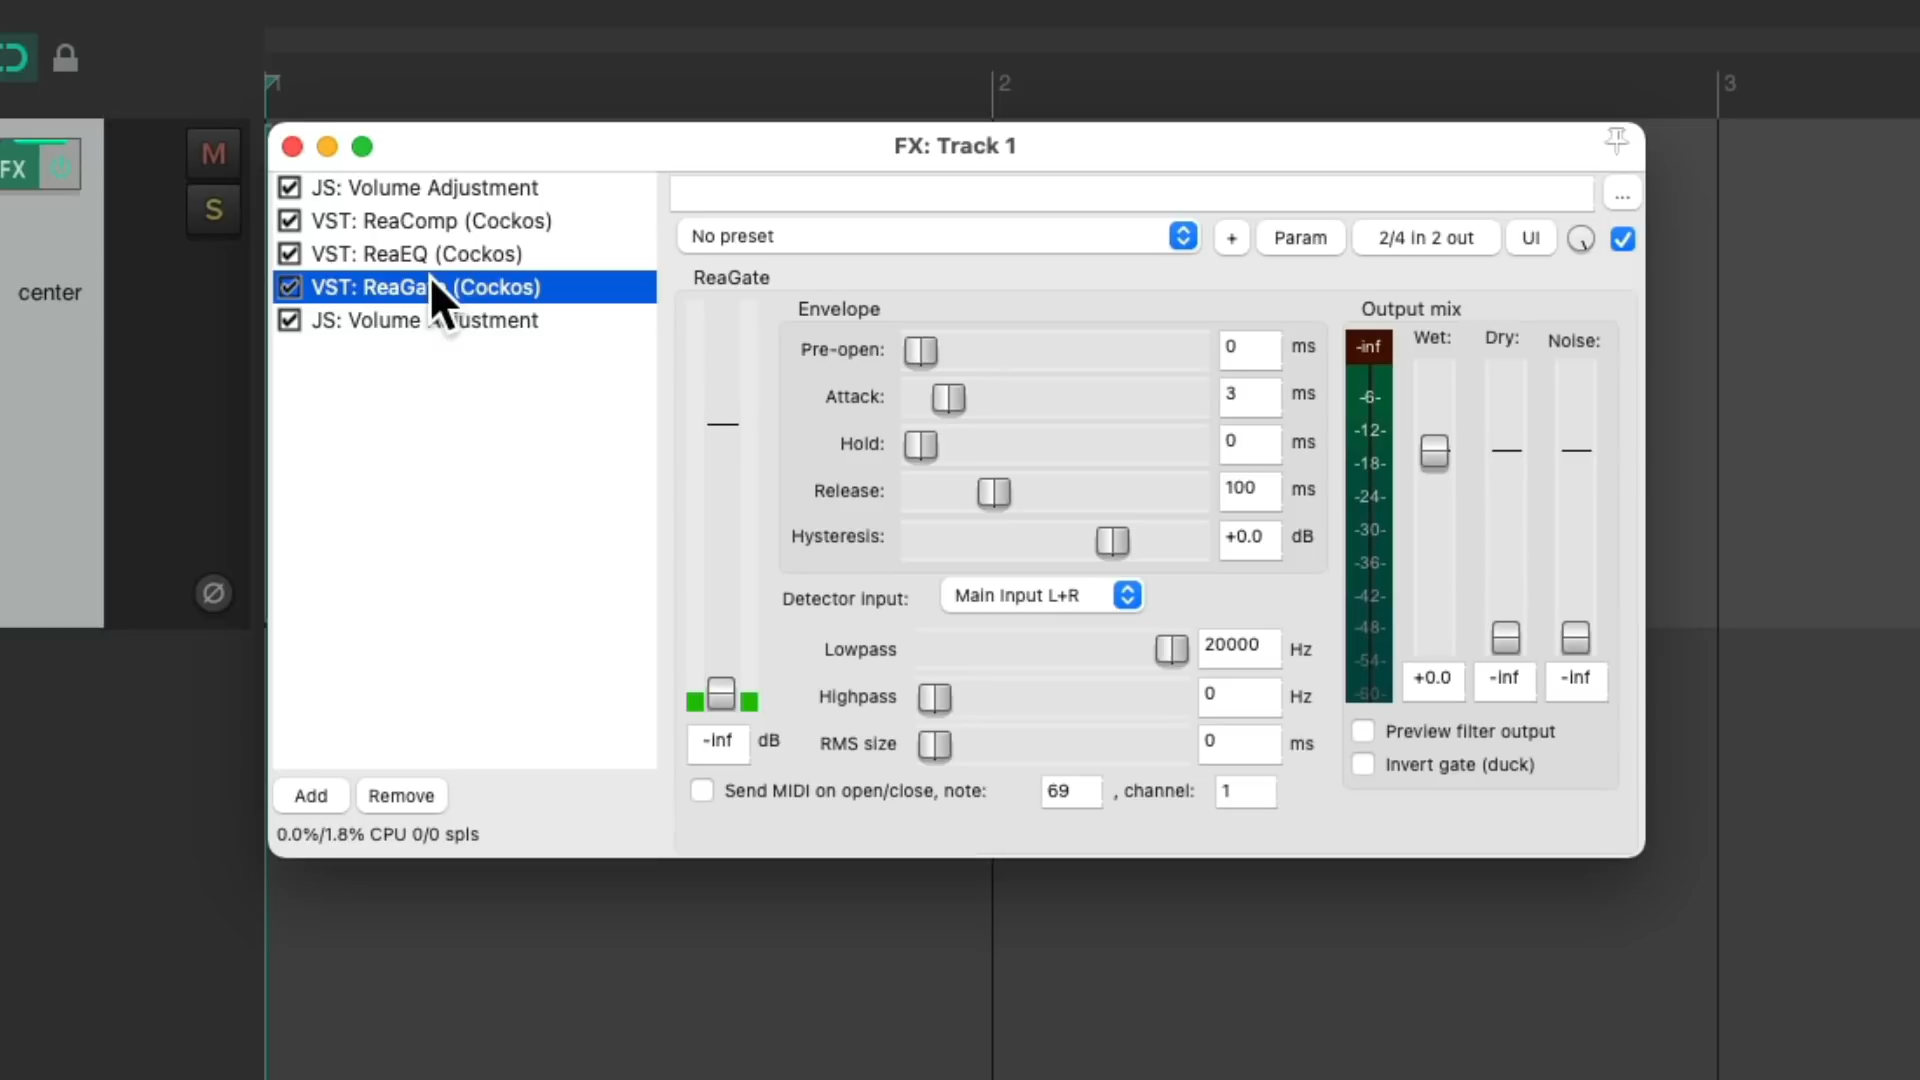 1
2
3
FX
M
S
center
FX: Track 1
JS: Volume Adjustment
VST: ReaComp (Cockos)
VST: ReaEQ (Cockos)
VST: ReaGate (Cockos)
JS: Volume Adjustment
...
No preset
+
Param
2/4 in 2 out
UI
ReaGate
Envelope
Pre-open: 0 ms
Attack: 3 ms
Hold: 0 ms
Release: 100 ms
Hysteresis: +0.0 dB
Detector input: Main Input L+R
Lowpass 20000 Hz
Highpass 0 Hz
-inf dB
RMS size 0 ms
Send MIDI on open/close, note: 69 , channel: 1
Output mix
Wet: Dry: Noise:
-inf
-6-
-12-
-18-
-24-
-30-
-36-
-42-
-48-
-54-
-60-
+0.0 -inf -inf
Preview filter output
Invert gate (duck)
Add
Remove
0.0%/1.8% CPU 0/0 spls